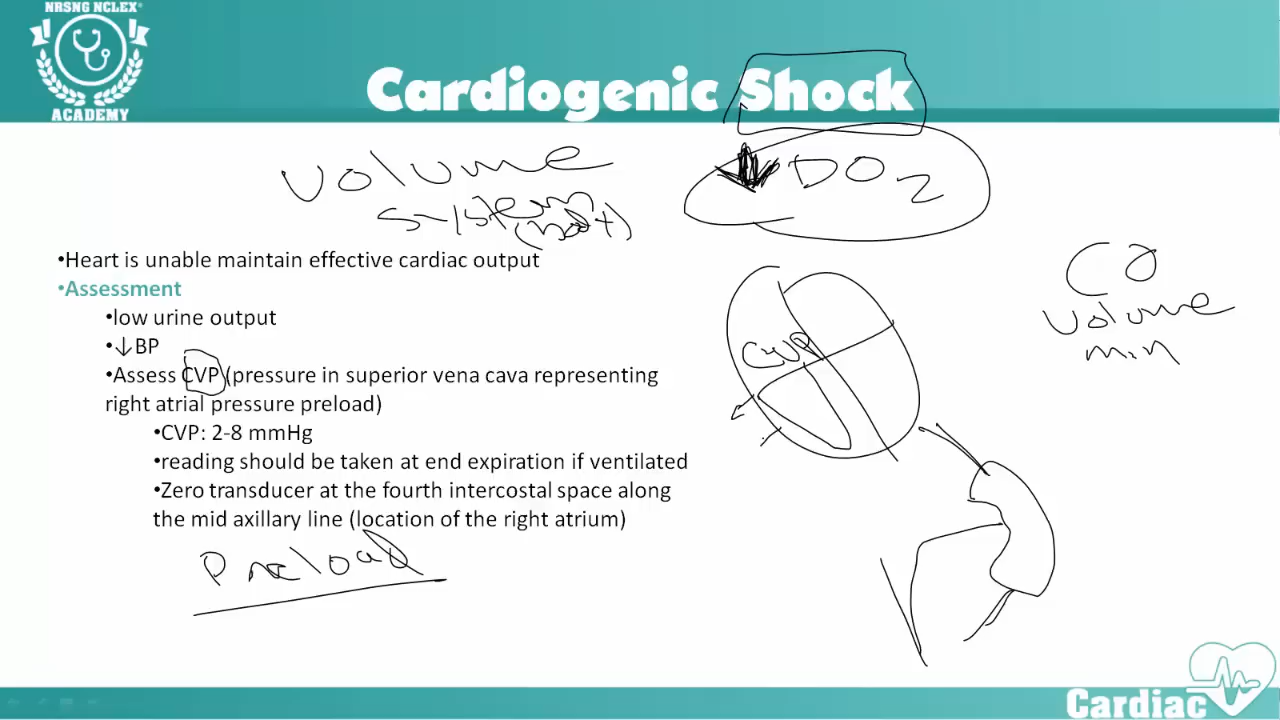 NRSNG NCLEX®
ACADEMY
Cardiogenic Shock
Volume
system
↓ DO2
•Heart is unable maintain effective cardiac output
•Assessment
•low urine output
•↓BP
•Assess CVP (pressure in superior vena cava representing
right atrial pressure preload)
•CVP: 2-8 mmHg
•reading should be taken at end expiration if ventilated
•Zero transducer at the fourth intercostal space along
the mid axillary line (location of the right atrium)
Preload
CVP
CO
Volume
min
Cardiac